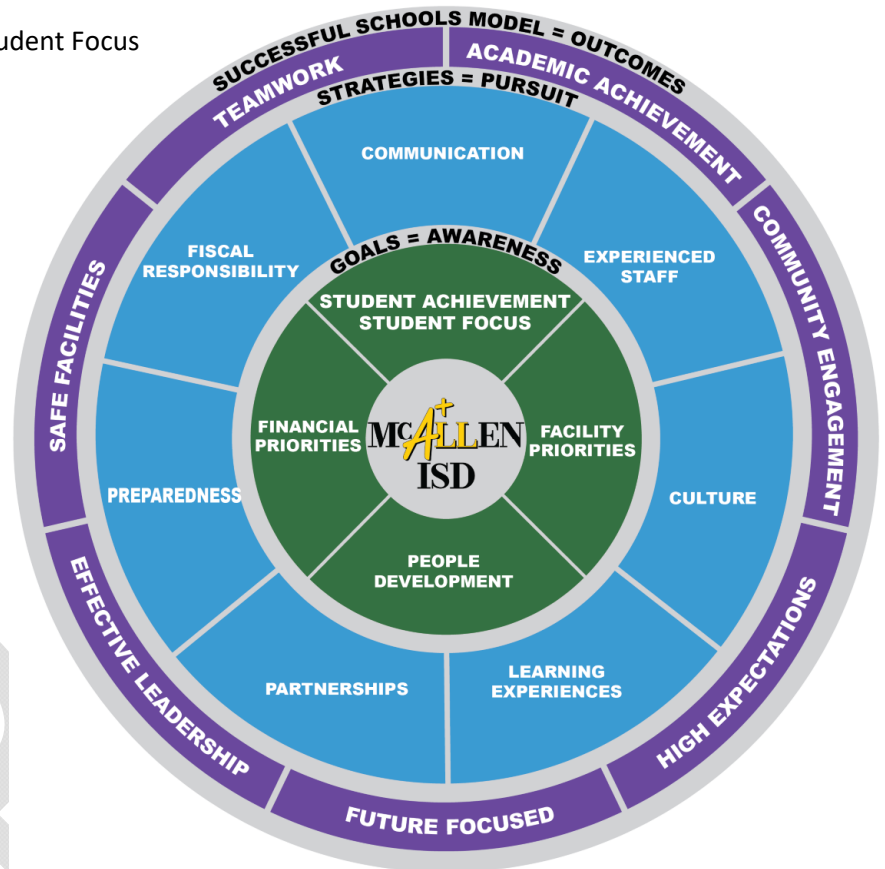 udent Focus
SUCCESSFUL SCHOOLS MODEL = OUTCOMES
TEAMWORK
ACADEMIC ACHIEVEMENT
COMMUNITY ENGAGEMENT
HIGH EXPECTATIONS
FUTURE FOCUSED
EFFECTIVE LEADERSHIP
SAFE FACILITIES
STRATEGIES = PURSUIT
COMMUNICATION
EXPERIENCED
STAFF
CULTURE
LEARNING
EXPERIENCES
PARTNERSHIPS
PREPAREDNESS
FISCAL
RESPONSIBILITY
GOALS = AWARENESS
STUDENT ACHIEVEMENT
STUDENT FOCUS
FACILITY
PRIORITIES
PEOPLE
DEVELOPMENT
FINANCIAL
PRIORITIES
McA+LLEN
ISD